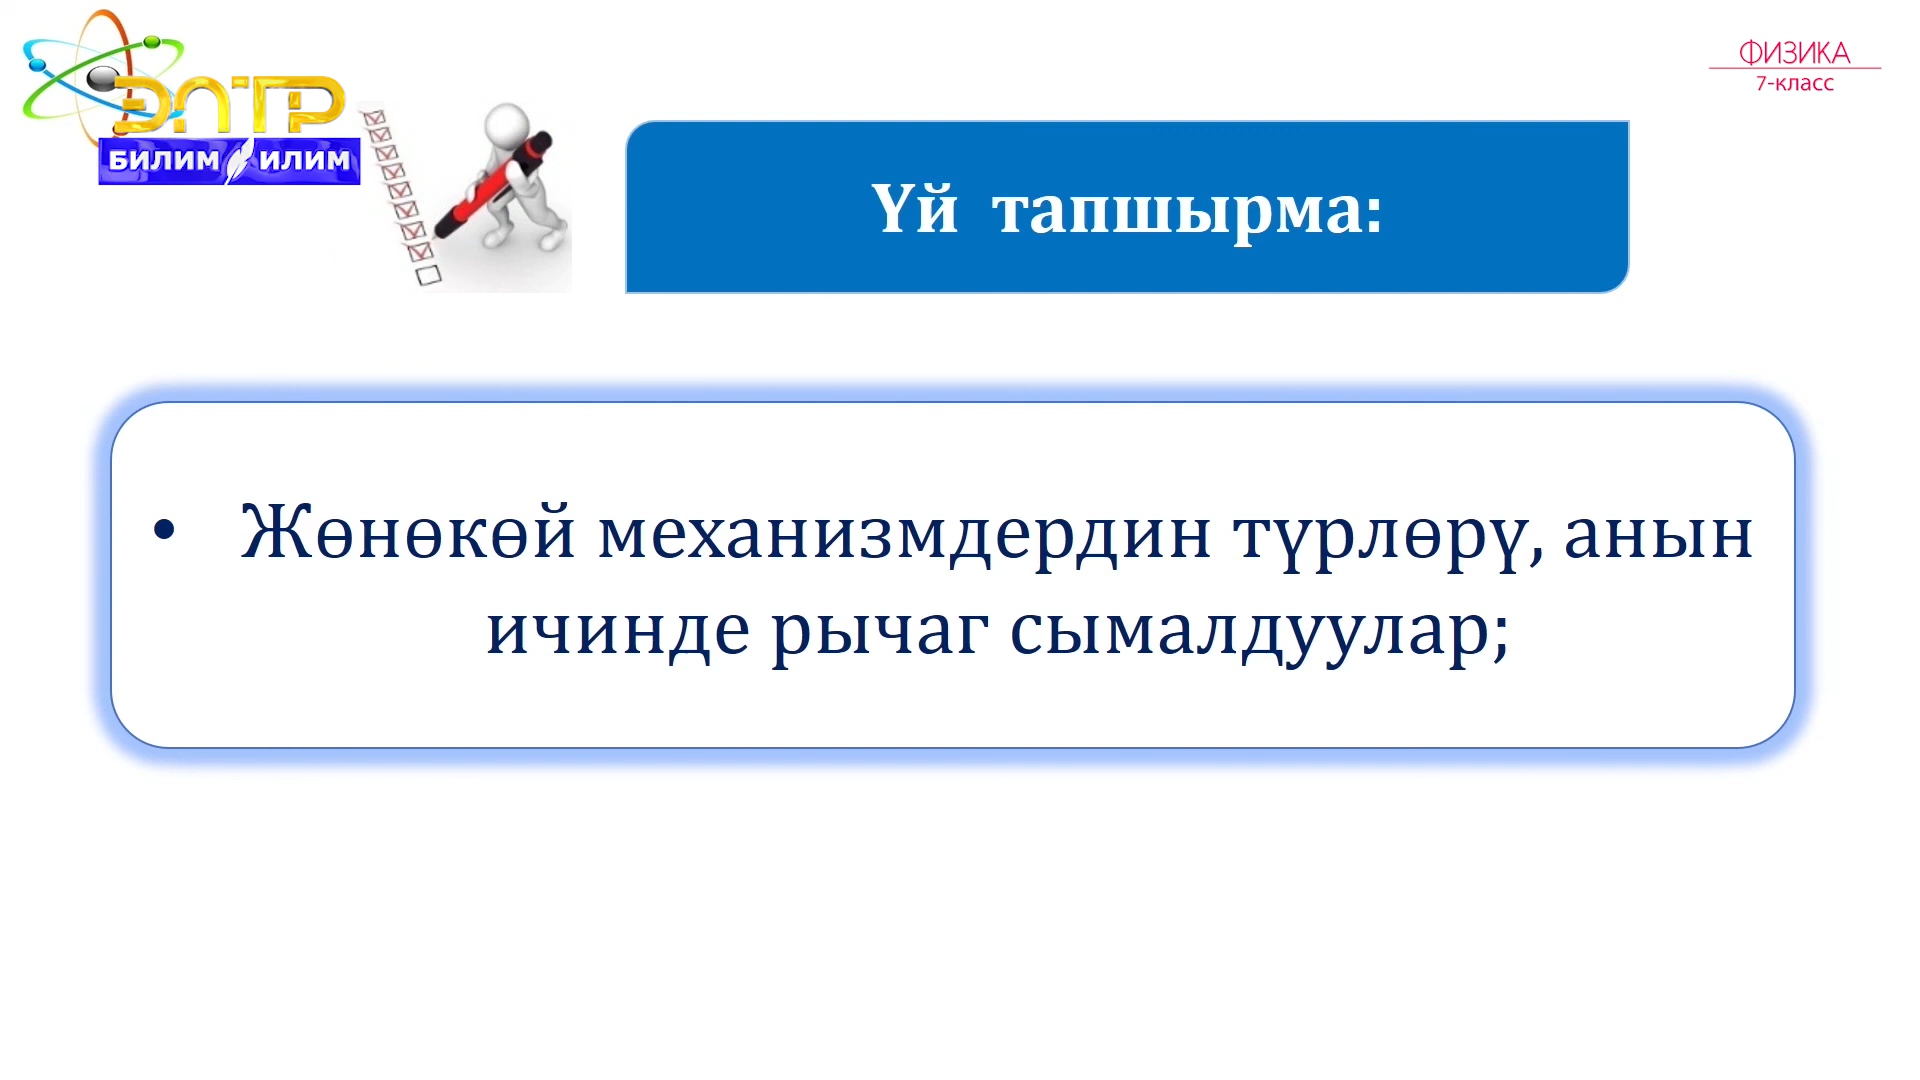 ЭЛТР
БИЛИМ ИЛИМ
ФИЗИКА
7-класс
Үй тапшырма:
• Жөнөкөй механизмдердин түрлөрү, анын
ичинде рычаг сымалдуулар;